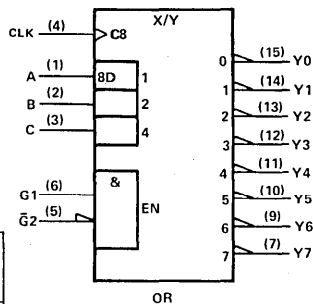 X/Y
CLK (4) C8
A (1) 8D 1
B (2) 2
C (3) 4
G1 (6) & EN
G̅2 (5)
0 (15) Y0
1 (14) Y1
2 (13) Y2
3 (12) Y3
4 (11) Y4
5 (10) Y5
6 (9) Y6
7 (7) Y7
OR